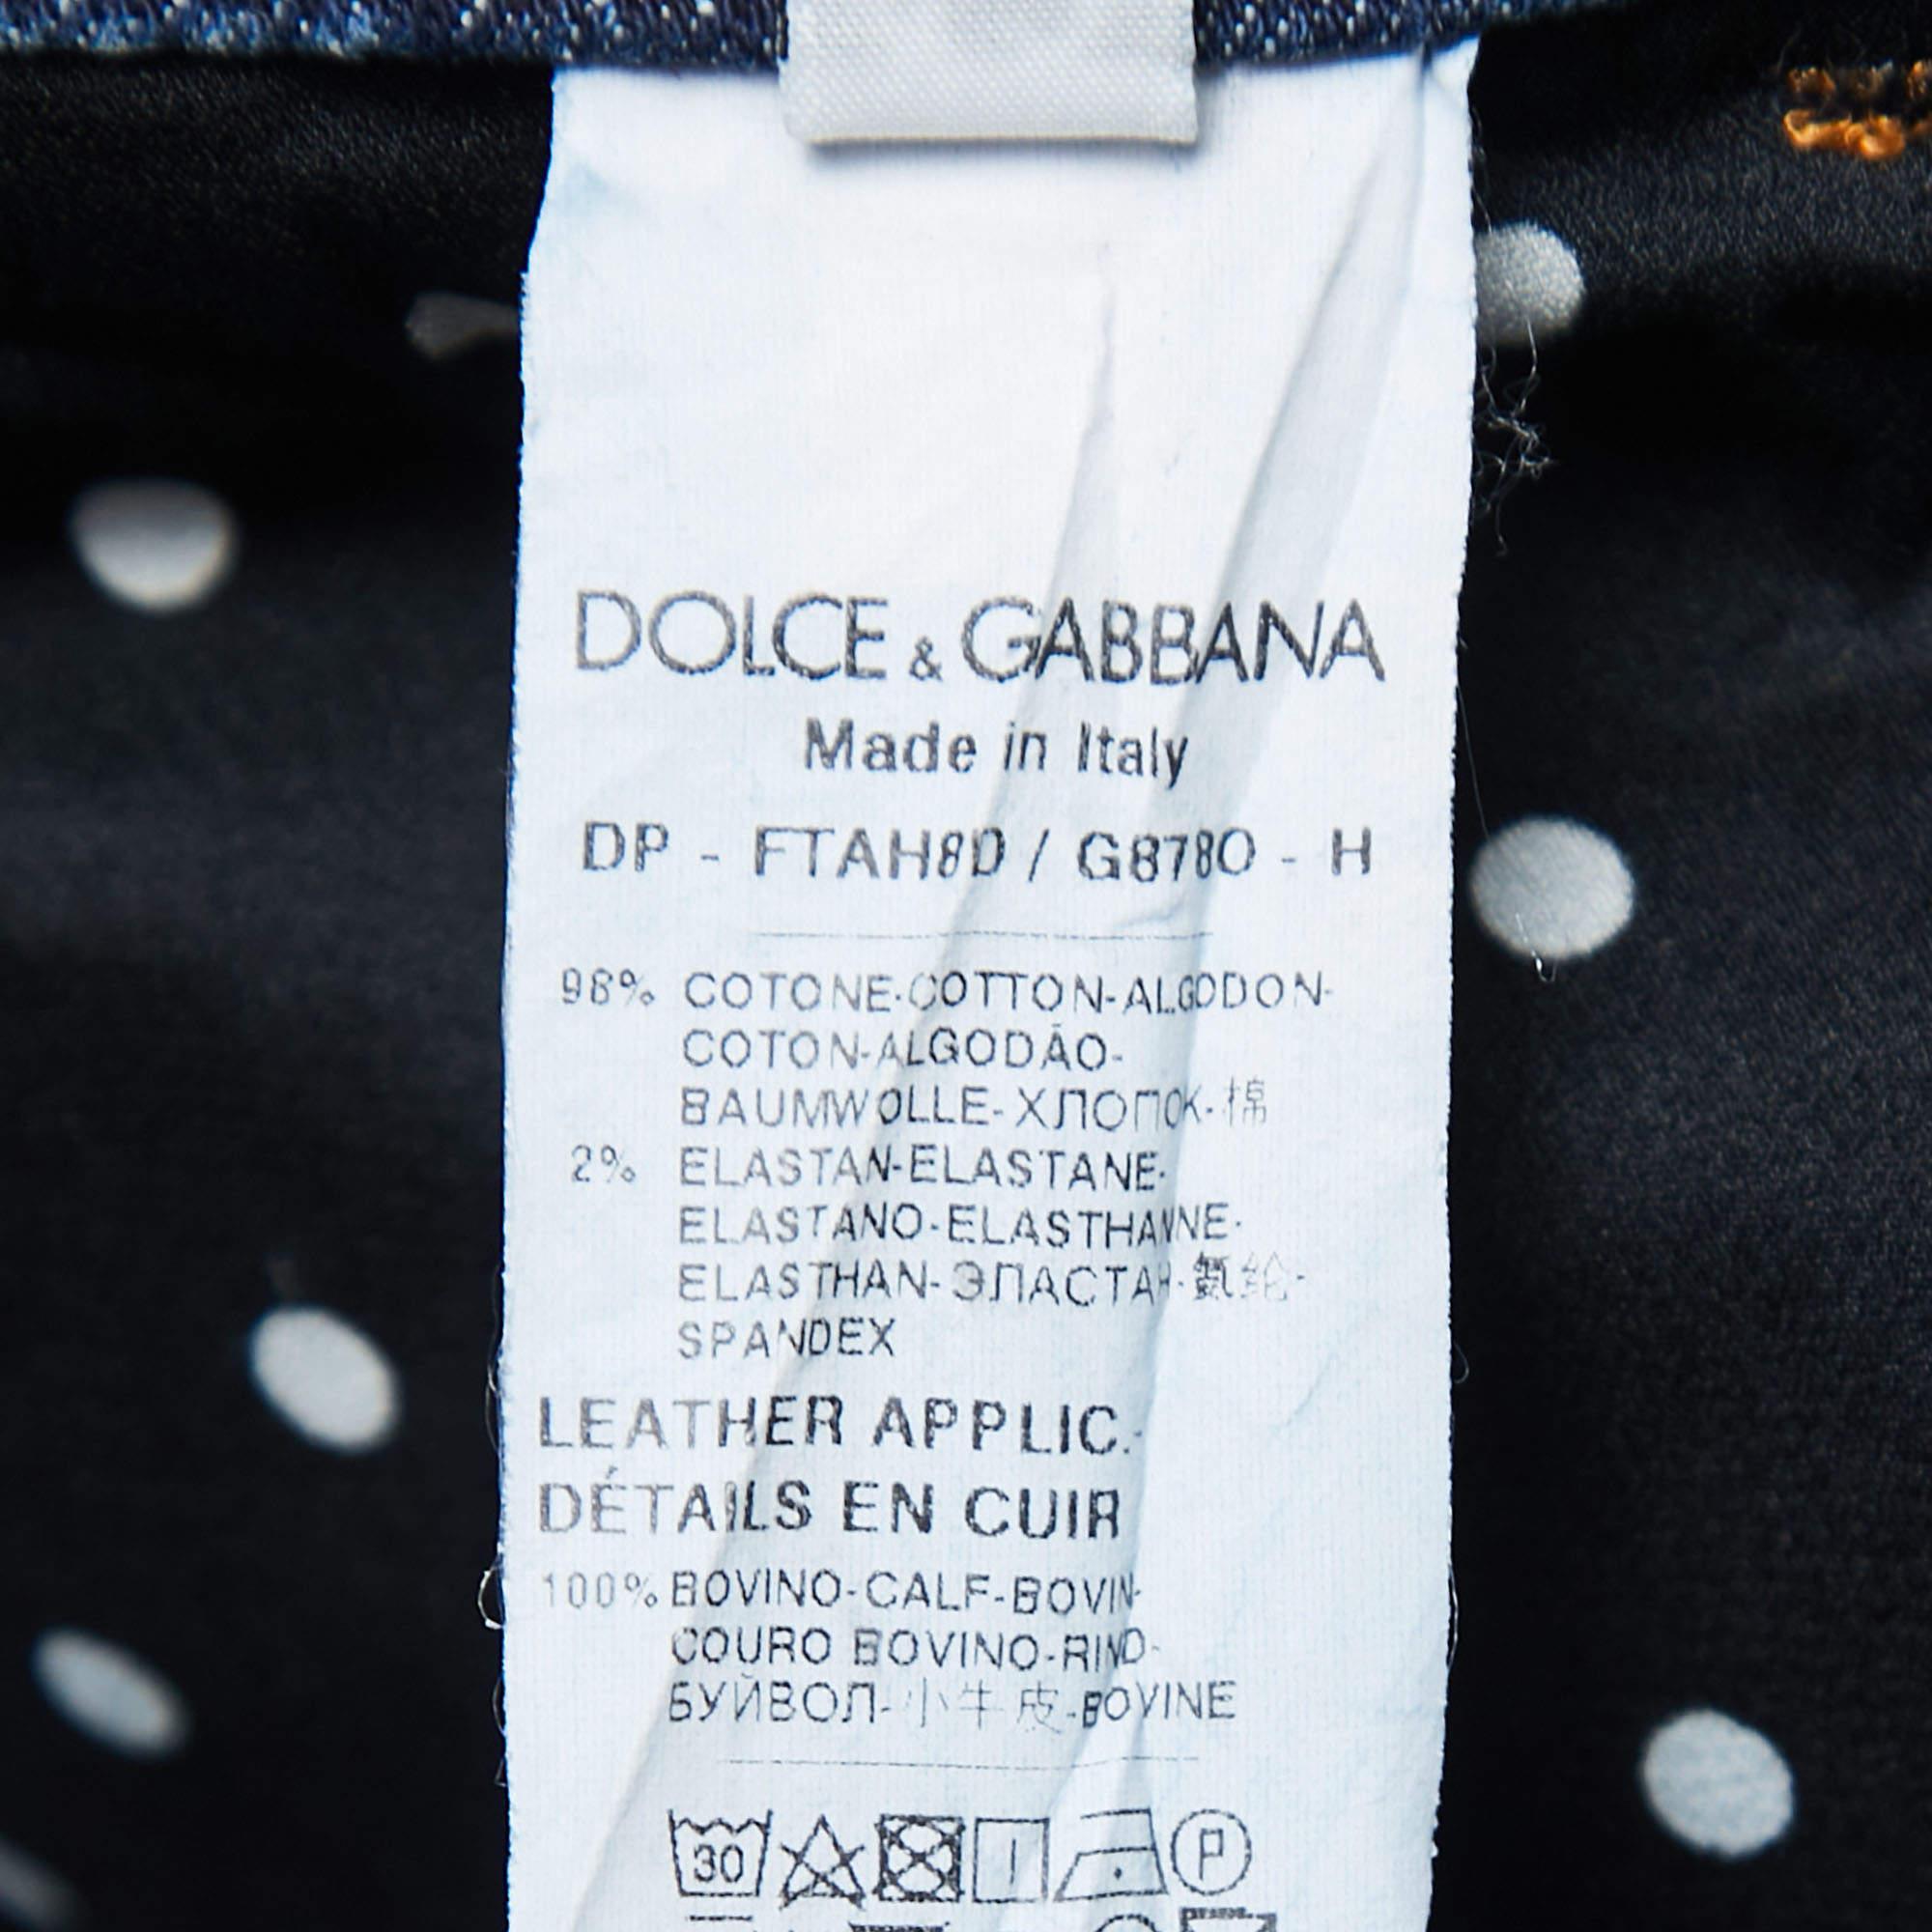 DOLCE & GABBANA
Made in Italy
DP - FTAH8D / G8780 - H
98% COTONE-COTTON-ALGODON-
COTON-ALGODÃO-
BAUMWOLLE-ХЛОПОК-棉
2% ELASTAN-ELASTANE-
ELASTANO-ELASTHANNE-
ELASTHAN-ЭЛАСТАН-氨纶-
SPANDEX
LEATHER APPLIC.-
DÉTAILS EN CUIR
100% BOVINO-CALF-BOVIN-
COURO BOVINO-RIND-
БУЙВОЛ-小牛皮-BOVINE
30 P